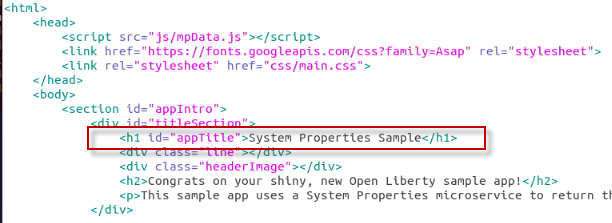 <html>
<head>
<script src="js/mpData.js"></script>
<link href="https://fonts.googleapis.com/css?family=Asap" rel="stylesheet">
<link rel="stylesheet" href="css/main.css">
</head>
<body>
<section id="appIntro">
<div id="titleSection">
<h1 id="appTitle">System Properties Sample</h1>
<div class="line"></div>
<div class="headerImage"></div>
<h2>Congrats on your shiny, new Open Liberty sample app!</h2>
<p>This sample app uses a System Properties microservice to return th
</div>